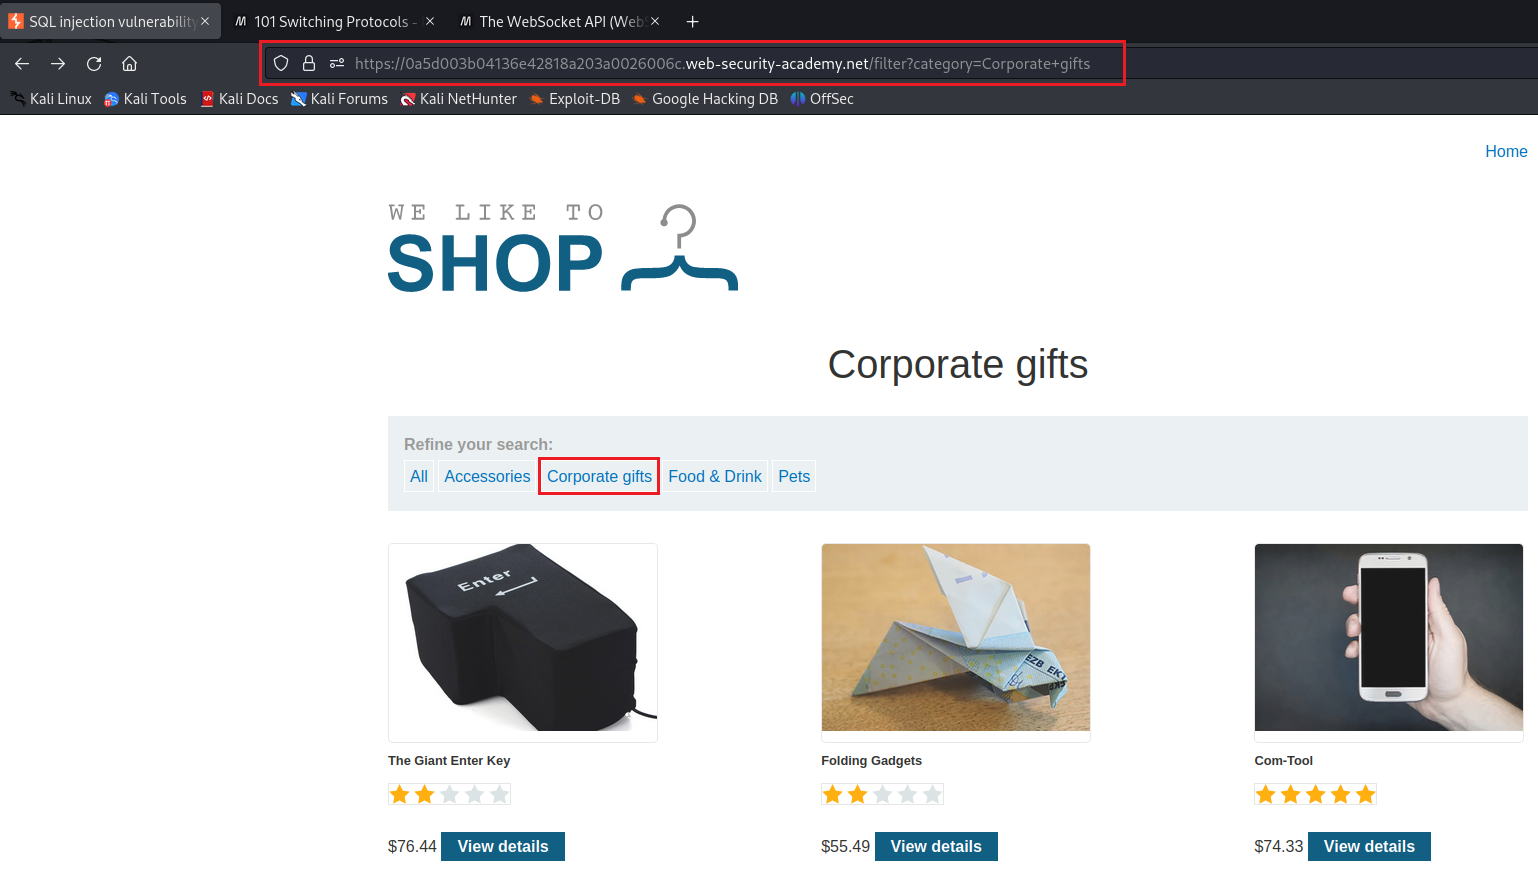 SQL injection vulnerability
101 Switching Protocols -
The WebSocket API (Web
https://0a5d003b04136e42818a203a0026006c.web-security-academy.net/filter?category=Corporate+gifts
Kali Linux Kali Tools Kali Docs Kali Forums Kali NetHunter Exploit-DB Google Hacking DB OffSec
Home
WE LIKE TO
SHOP
Corporate gifts
Refine your search:
All Accessories Corporate gifts Food & Drink Pets
Enter
EZB EK
The Giant Enter Key Folding Gadgets Com-Tool
$76.44 View details $55.49 View details $74.33 View details